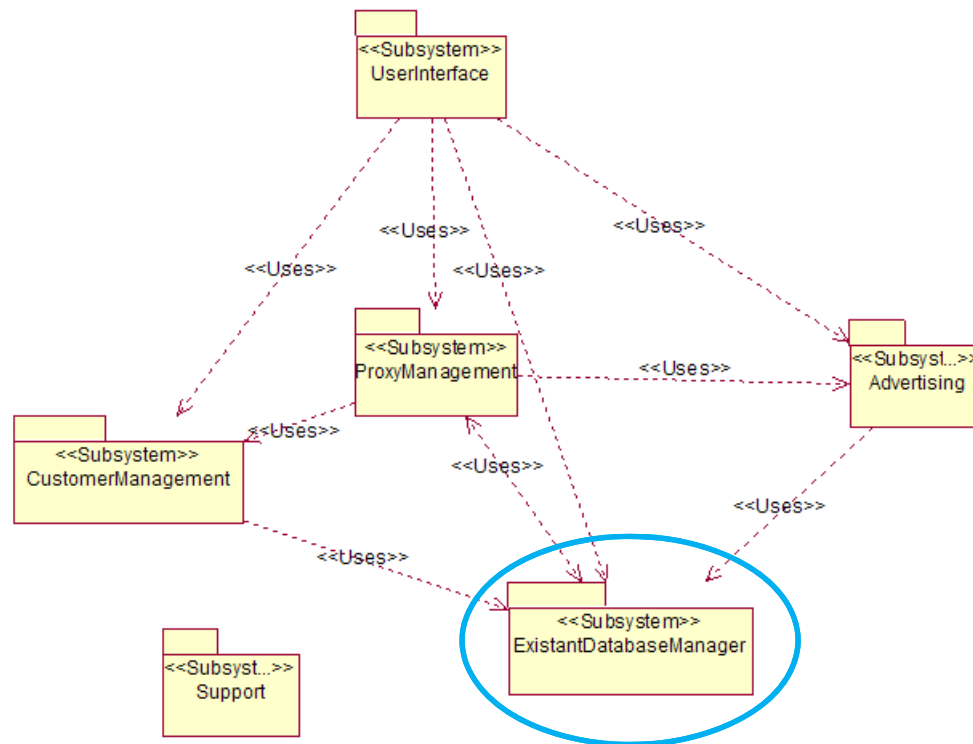 <<Subsystem>>
UserInterface
<<Uses>>
<<Uses>>
<<Uses>>
<<Uses>>
<<Subsystem>>
ProxyManagement
<<Subsyst...>>
Advertising
<<Uses>>
<<Uses>>
<<Subsystem>>
CustomerManagement
<<Uses>>
<<Uses>>
<<Uses>>
<<Subsystem>>
ExistantDatabaseManager
<<Subsyst...>>
Support